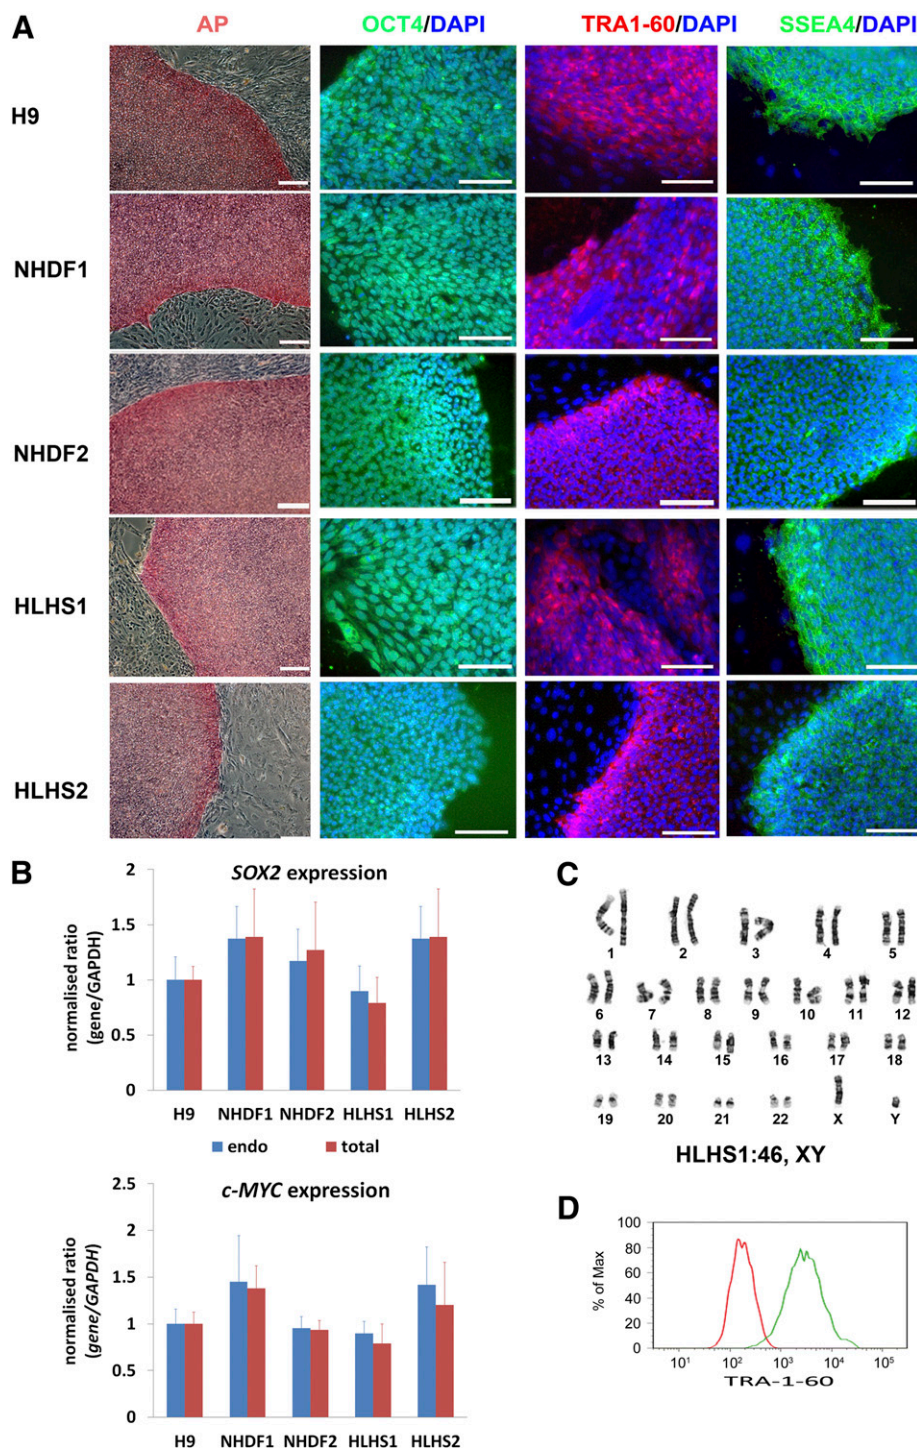 A
AP OCT4/DAPI TRA1-60/DAPI SSEA4/DAPI
H9
NHDF1
NHDF2
HLHS1
HLHS2
B
SOX2 expression
normalised ratio
(gene/GAPDH)
2
1.5
1
0.5
0
H9 NHDF1 NHDF2 HLHS1 HLHS2
endo total
c-MYC expression
normalised ratio
(gene/GAPDH)
2.5
2
1.5
1
0.5
0
H9 NHDF1 NHDF2 HLHS1 HLHS2
C
1 2 3 4 5
6 7 8 9 10 11 12
13 14 15 16 17 18
19 20 21 22 X Y
HLHS1:46, XY
D
% of Max
100
80
60
40
20
0
10¹ 10² 10³ 10⁴ 10⁵
TRA-1-60